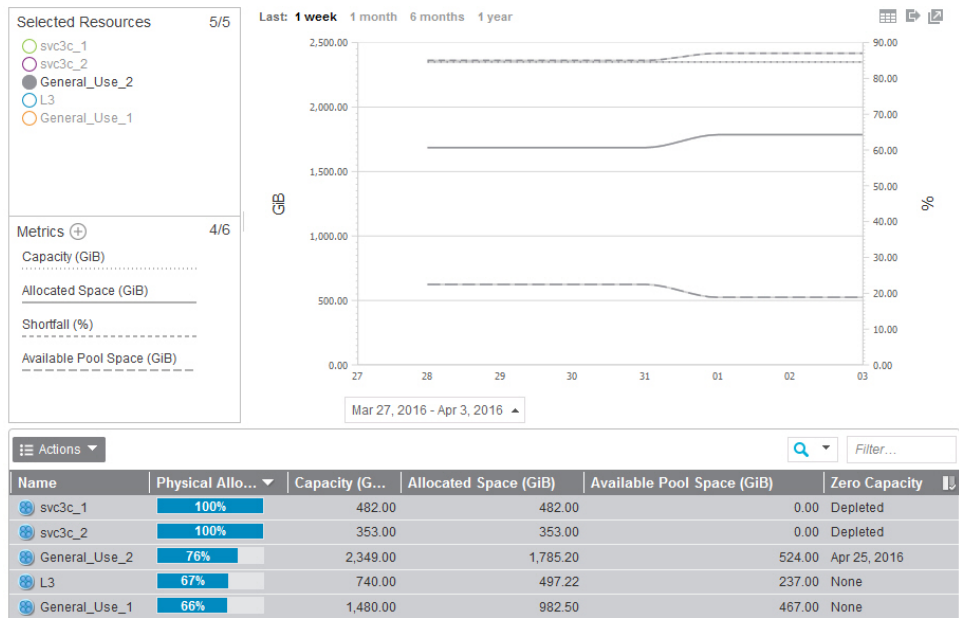 Selected Resources 5/5
svc3c_1
svc3c_2
General_Use_2
L3
General_Use_1
Metrics 4/6
Capacity (GiB)
Allocated Space (GiB)
Shortfall (%)
Available Pool Space (GiB)
Last: 1 week 1 month 6 months 1 year
2,500.00 90.00
80.00
2,000.00
70.00
60.00
1,500.00
50.00
GiB %
40.00
1,000.00
30.00
500.00
20.00
10.00
0.00 0.00
27 28 29 30 31 01 02 03
Mar 27, 2016 - Apr 3, 2016
Actions Filter...
Name Physical Allo... Capacity (G... Allocated Space (GiB) Available Pool Space (GiB) Zero Capacity
svc3c_1 100% 482.00 482.00 0.00 Depleted
svc3c_2 100% 353.00 353.00 0.00 Depleted
General_Use_2 76% 2,349.00 1,785.20 524.00 Apr 25, 2016
L3 67% 740.00 497.22 237.00 None
General_Use_1 66% 1,480.00 982.50 467.00 None